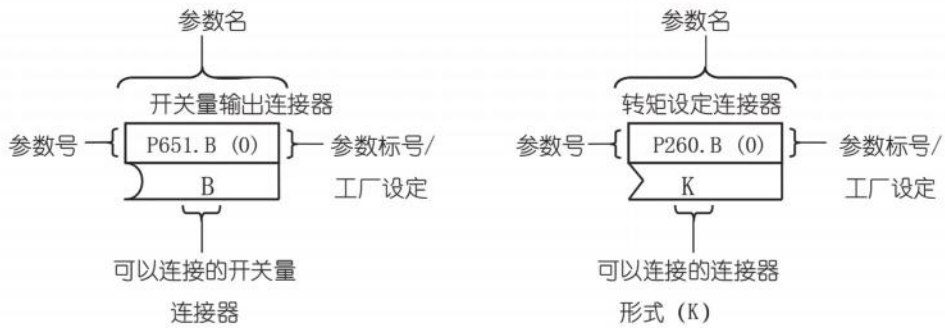 参数名
开关量输出连接器
参数号
P651.B (0)
参数标号/
工厂设定
B
可以连接的开关量
连接器
参数名
转矩设定连接器
参数号
P260.B (0)
参数标号/
工厂设定
K
可以连接的连接器
形式 (K)